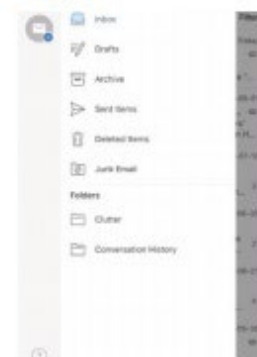 Inbox
Drafts
Archive
Sent Items
Deleted Items
Junk Email
Folders
Clutter
Conversation History